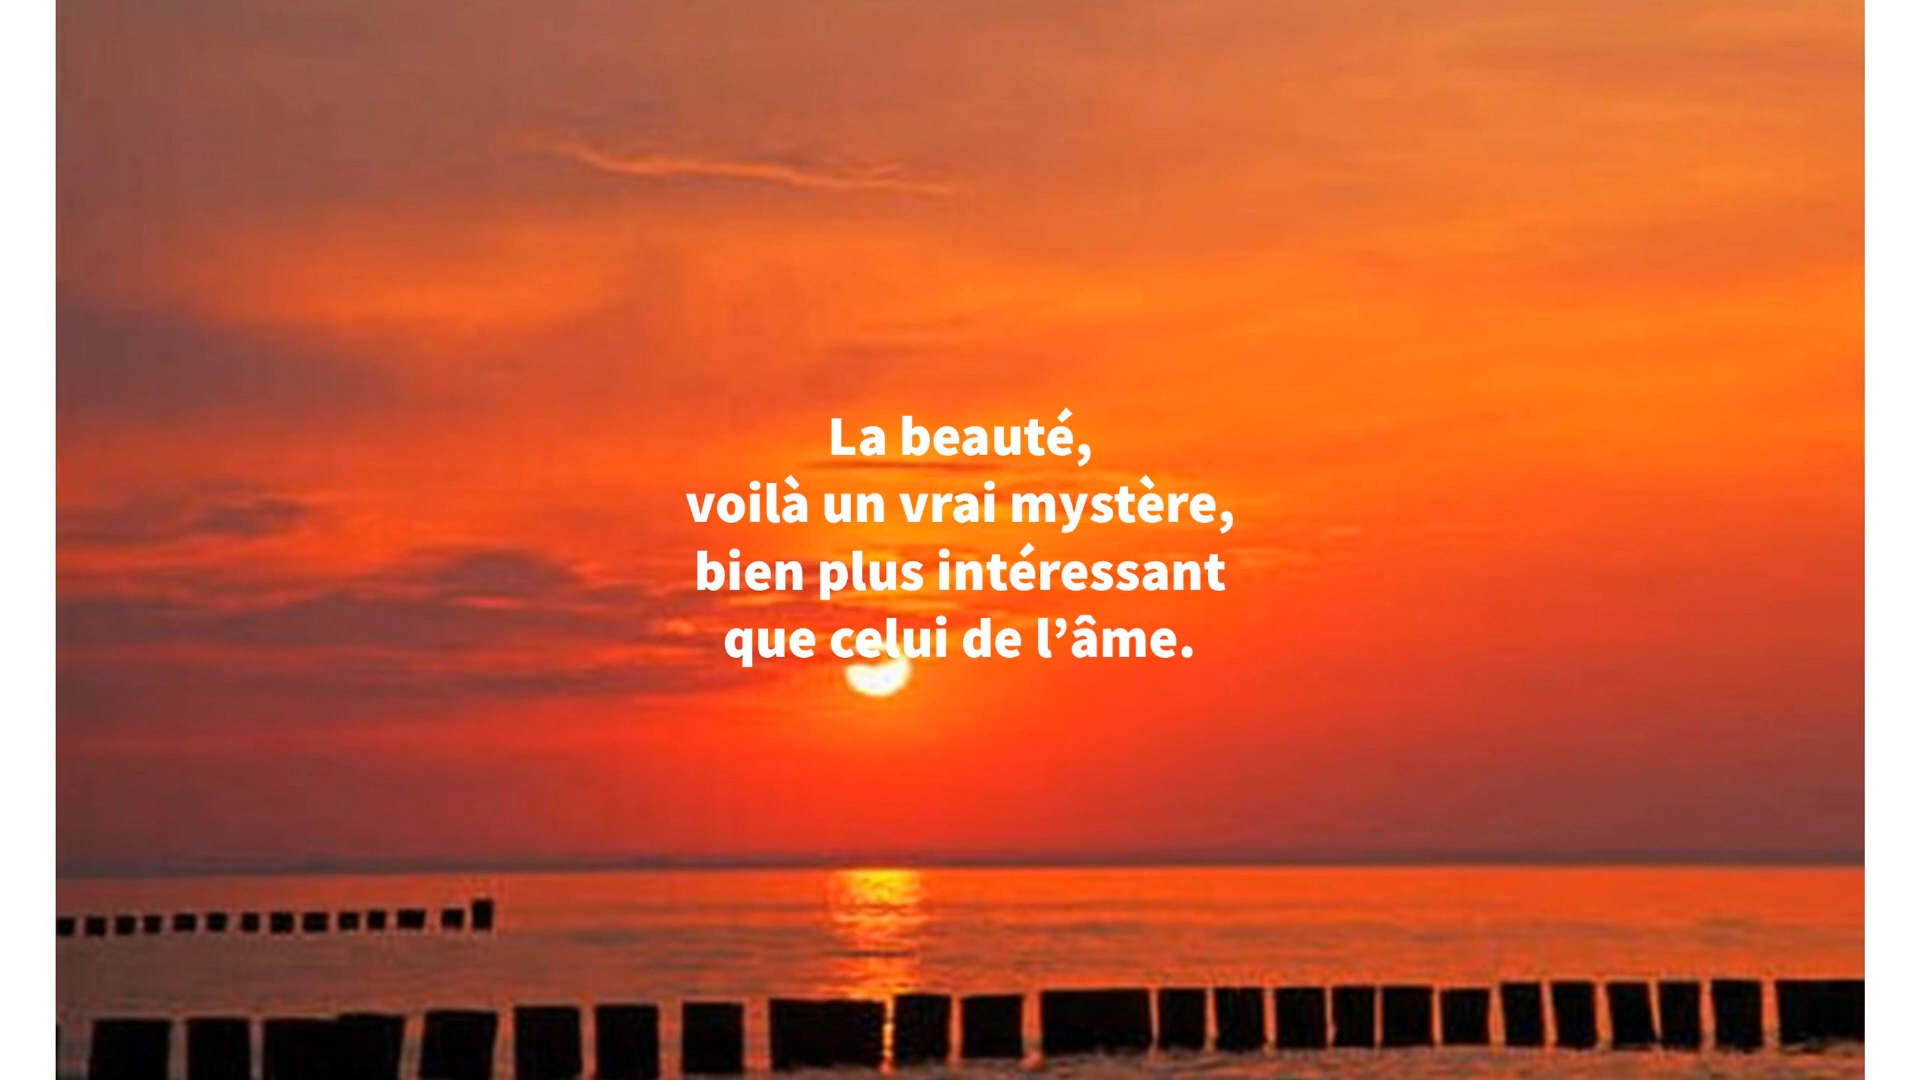 La beauté,
voilà un vrai mystère,
bien plus intéressant
que celui de l’âme.